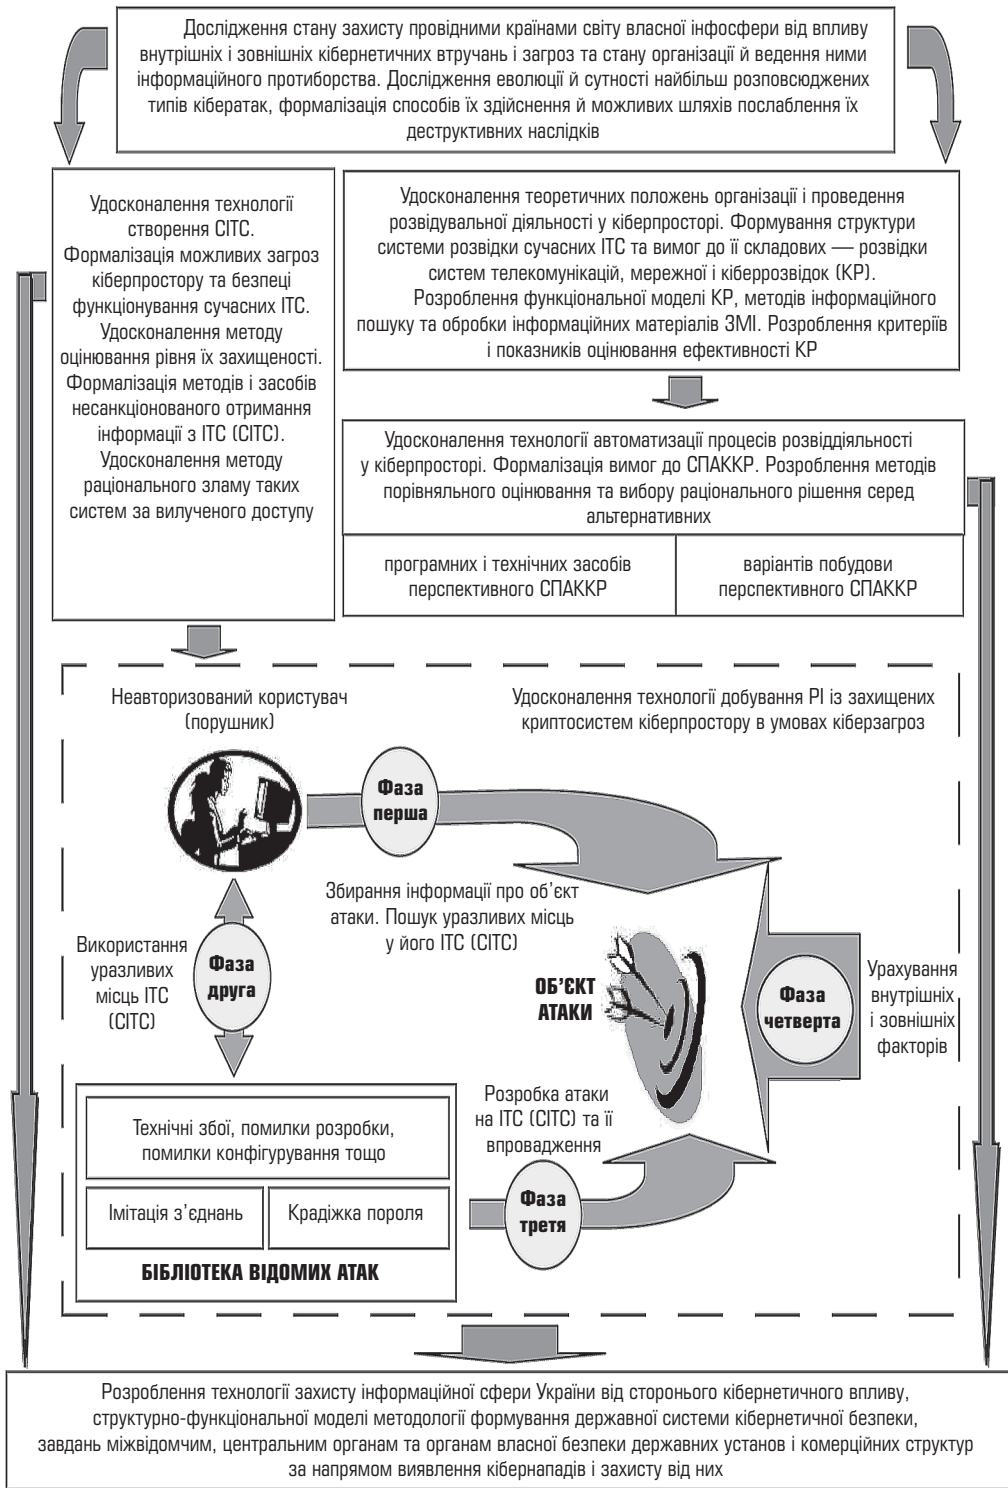 Дослідження стану захисту провідними країнами світу власної інфосфери від впливу
внутрішніх і зовнішніх кібернетичних втручань і загроз та стану організації й ведення ними
інформаційного протиборства. Дослідження еволюції й сутності найбільш розповсюджених
типів кібератак, формалізація способів їх здійснення й можливих шляхів послаблення їх
деструктивних наслідків
Удосконалення технології
створення СІТС.
Формалізація можливих загроз
кіберпростору та безпеці
функціонування сучасних ІТС.
Удосконалення методу
оцінювання рівня їх захищеності.
Формалізація методів і засобів
несанкціонованого отримання
інформації з ІТС (СІТС).
Удосконалення методу
раціонального зламу таких
систем за вилученого доступу
Удосконалення теоретичних положень організації і проведення
розвідувальної діяльності у кіберпросторі. Формування структури
системи розвідки сучасних ІТС та вимог до її складових — розвідки
систем телекомунікацій, мережної і кіберрозвідок (КР).
Розроблення функціональної моделі КР, методів інформаційного
пошуку та обробки інформаційних матеріалів ЗМІ. Розроблення критеріїв
і показників оцінювання ефективності КР
Удосконалення технології автоматизації процесів розвіддіяльності
у кіберпросторі. Формалізація вимог до СПАККР. Розроблення методів
порівняльного оцінювання та вибору раціонального рішення серед
альтернативних
програмних і технічних засобів
перспективного СПАККР
варіантів побудови
перспективного СПАККР
Неавторизований користувач
(порушник)
Удосконалення технології добування РІ із захищених
криптосистем кіберпростору в умовах кіберзагроз
Фаза
перша
Збирання інформації про об’єкт
атаки. Пошук уразливих місць
у його ІТС (СІТС)
Використання
уразливих
місць ІТС
(СІТС)
Фаза
друга
ОБ’ЄКТ
АТАКИ
Фаза
четверта
Урахування
внутрішніх
і зовнішніх
факторів
Розробка атаки
на ІТС (СІТС) та її
впровадження
Технічні збої, помилки розробки,
помилки конфігурування тощо
Імітація з’єднань
Крадіжка пароля
Фаза
третя
БІБЛІОТЕКА ВІДОМИХ АТАК
Розроблення технології захисту інформаційної сфери України від стороннього кібернетичного впливу,
структурно-функціональної моделі методології формування державної системи кібернетичної безпеки,
завдань міжвідомчим, центральним органам та органам власної безпеки державних установ і комерційних структур
за напрямом виявлення кібернападів і захисту від них